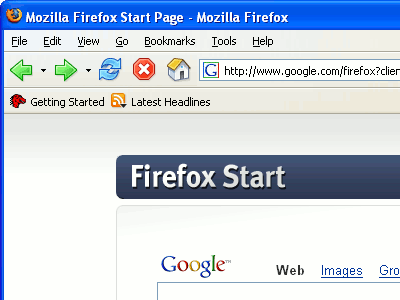 Mozilla Firefox Start Page - Mozilla Firefox
File Edit View Go Bookmarks Tools Help
G http://www.google.com/firefox?clien
Getting Started Latest Headlines
Firefox Start
Google™ Web Images Gro